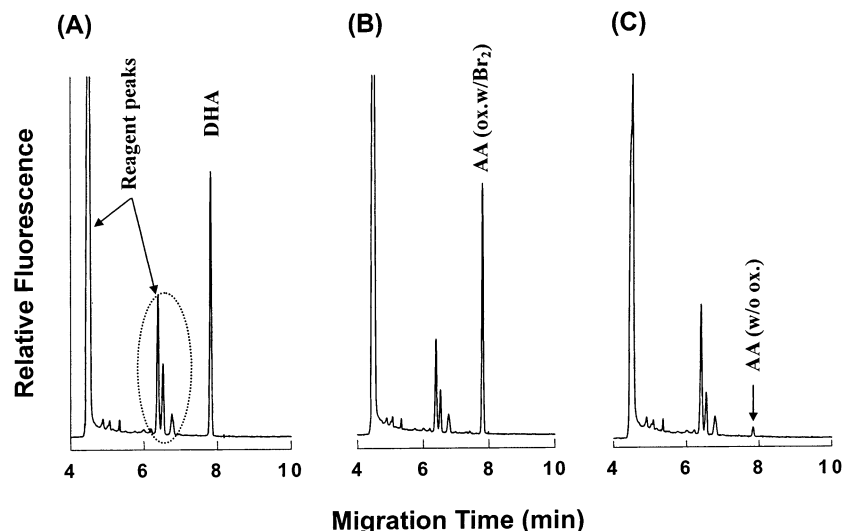 (A)
(B)
(C)
Relative Fluorescence
Reagent peaks
DHA
AA (ox.w/Br₂)
AA (w/o ox.)
4 6 8 10
4 6 8 10
4 6 8 10
Migration Time (min)